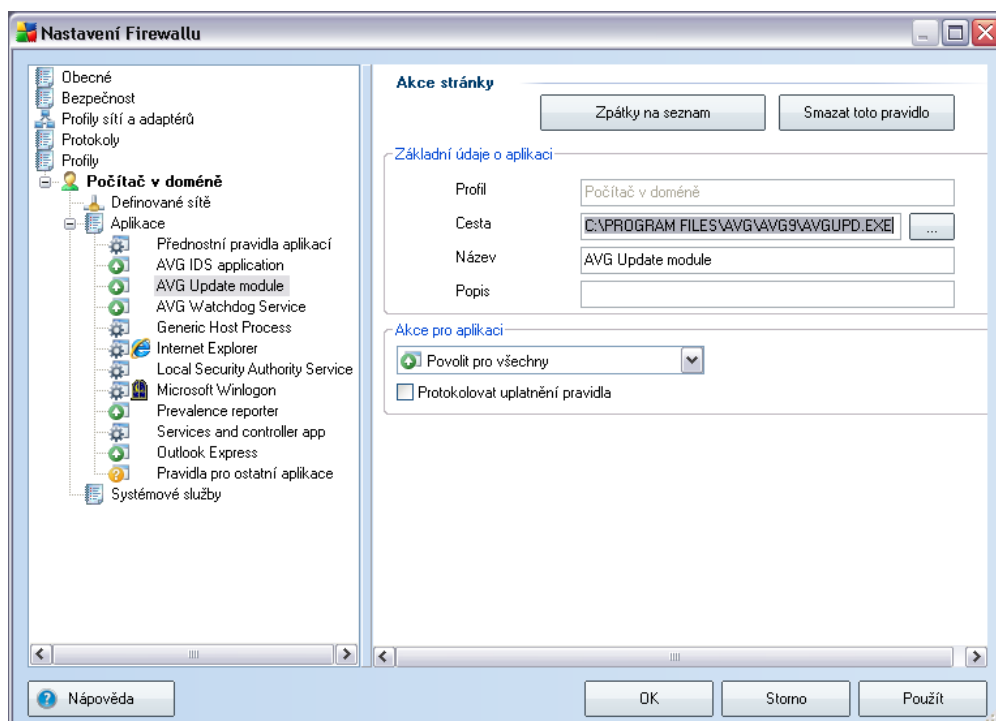 Nastavení Firewallu
Obecné
Bezpečnost
Profily sítí a adaptérů
Protokoly
Profily
Počítač v doméně
Definované sítě
Aplikace
Přednostní pravidla aplikací
AVG IDS application
AVG Update module
AVG Watchdog Service
Generic Host Process
Internet Explorer
Local Security Authority Service
Microsoft Winlogon
Prevalence reporter
Services and controller app
Outlook Express
Pravidla pro ostatní aplikace
Systémové služby
Akce stránky
Zpátky na seznam
Smazat toto pravidlo
Základní údaje o aplikaci
Profil
Počítač v doméně
Cesta
C:\PROGRAM FILES\AVG\AVG9\AVGUPD.EXE
...
Název
AVG Update module
Popis
Akce pro aplikaci
Povolit pro všechny
Protokolovat uplatnění pravidla
Nápověda
OK
Storno
Použít